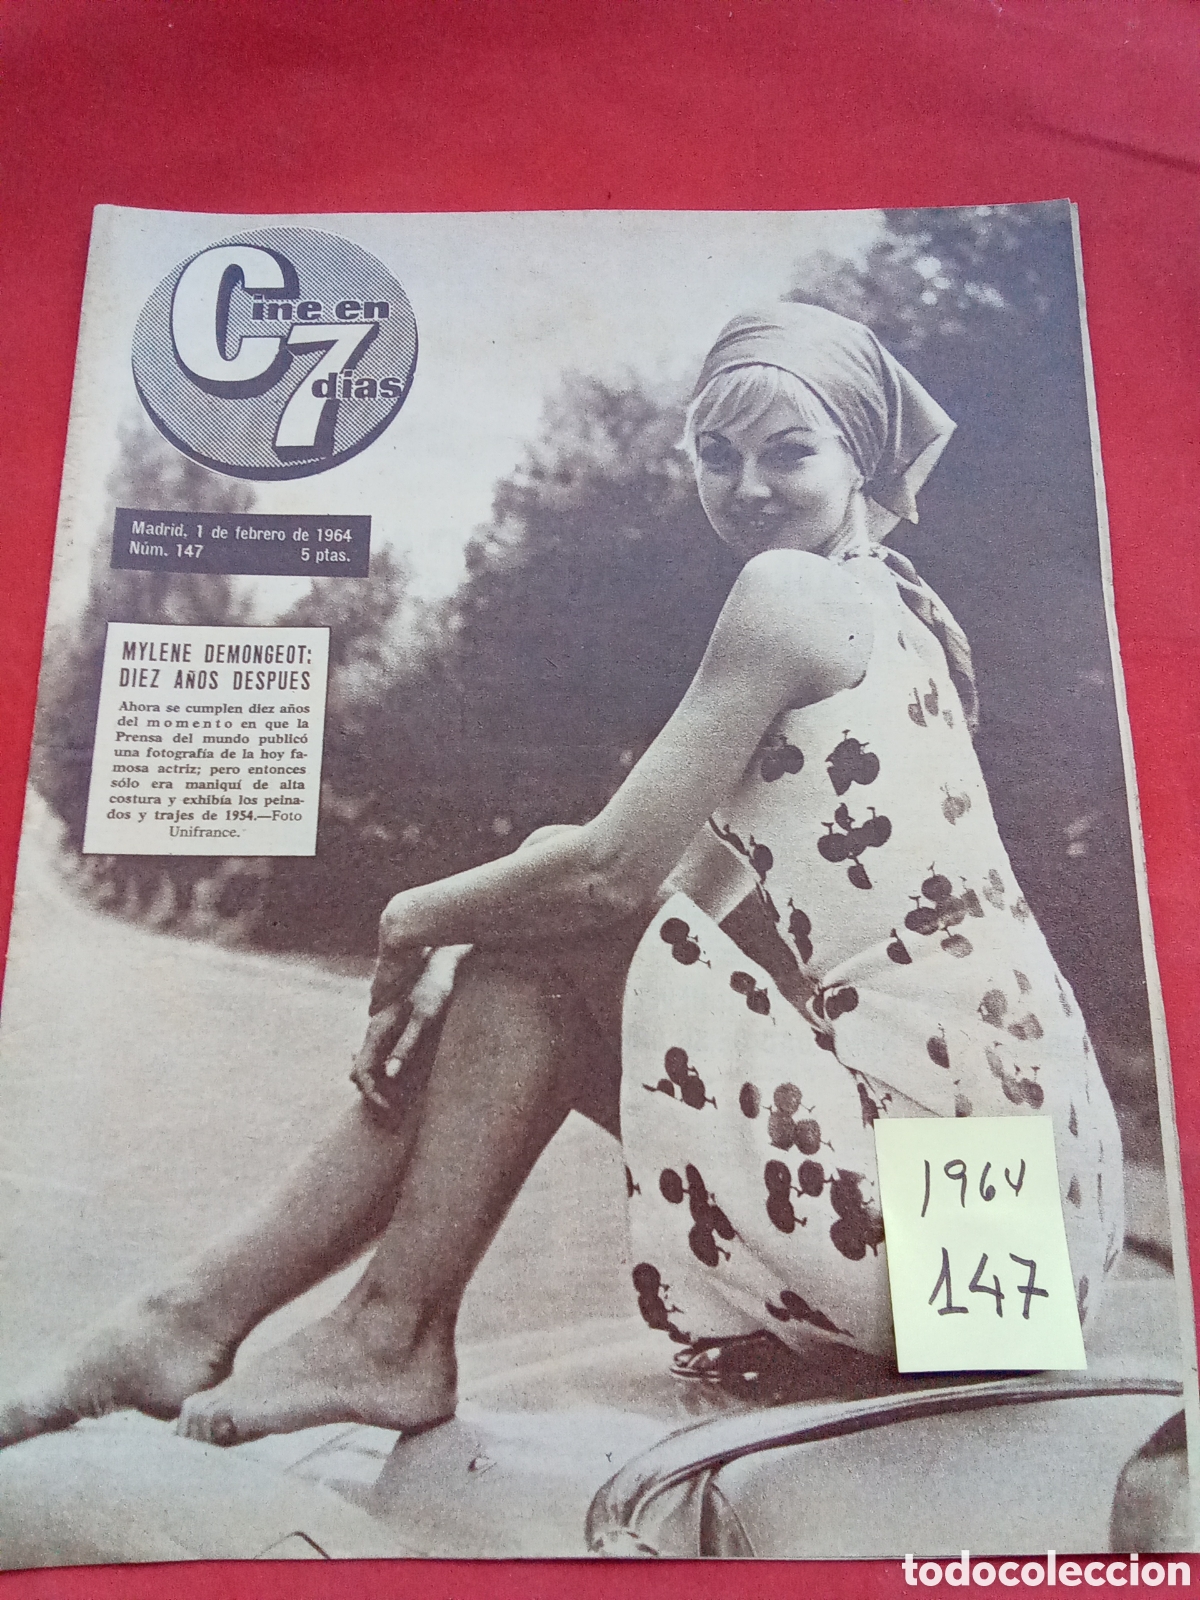 Cine en
7 dias
Madrid, 1 de febrero de 1964
Núm. 147 5 ptas.
MYLENE DEMONGEOT:
DIEZ AÑOS DESPUES
Ahora se cumplen diez años
del momento en que la
Prensa del mundo publicó
una fotografía de la hoy fa-
mosa actriz; pero entonces
sólo era maniquí de alta
costura y exhibía los peina-
dos y trajes de 1954.—Foto
Unifrance.
1964
147
todocoleccion